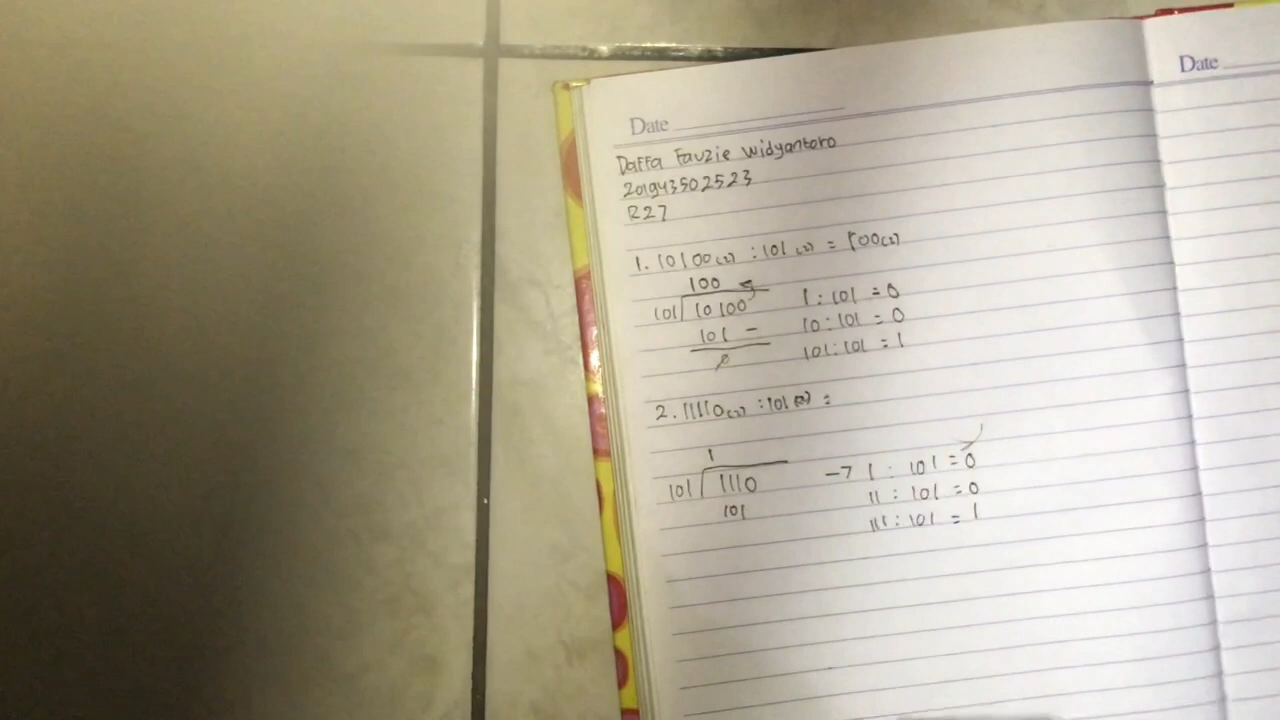 Date
Date
Daffa Fauzie Widyantoro
201943502523
R27
1. 10100(2) : 101(2) = 100(2)
100
101 10100 1 : 101 = 0
101 - 10 : 101 = 0
0 101 : 101 = 1
2. 11110(2) : 101(2) =
1
101 1110 → 1 : 101 = 0
101 11 : 101 = 0
111 : 101 = 1